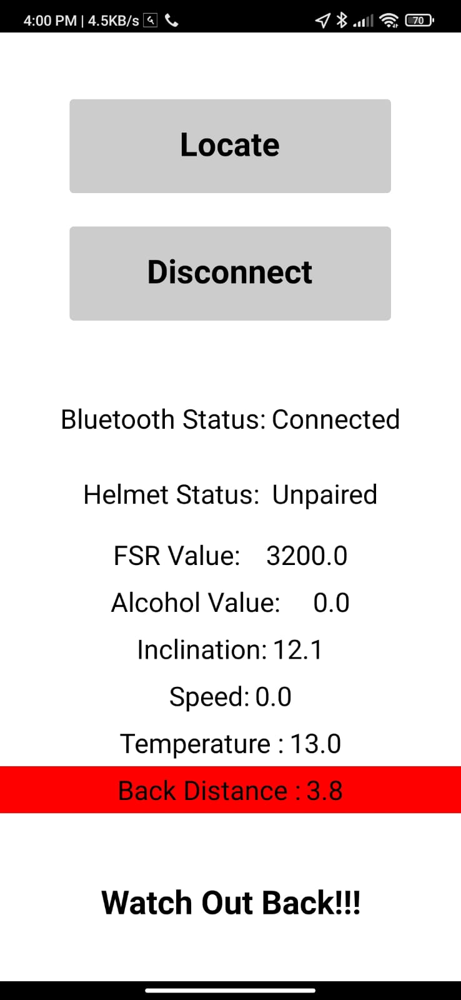 4:00 PM | 4.5KB/s 70
Locate
Disconnect
Bluetooth Status: Connected
Helmet Status: Unpaired
FSR Value: 3200.0
Alcohol Value: 0.0
Inclination: 12.1
Speed: 0.0
Temperature : 13.0
Back Distance : 3.8
Watch Out Back!!!